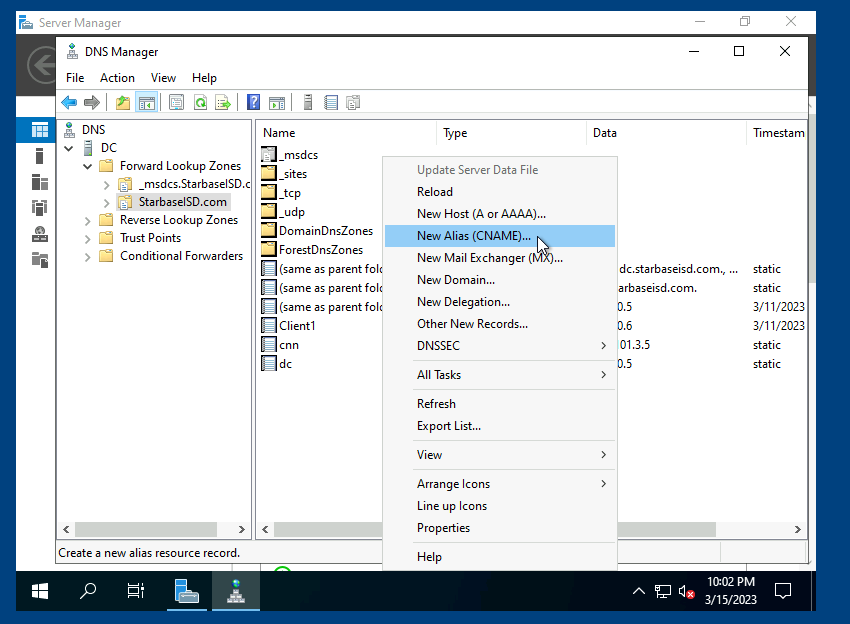 Server Manager
DNS Manager
File Action View Help
DNS
DC
Forward Lookup Zones
_msdcs.StarbaseISD.c
StarbaseISD.com
Reverse Lookup Zones
Trust Points
Conditional Forwarders
Name Type Data Timestam
_msdcs
_sites
_tcp
_udp
DomainDnsZones
ForestDnsZones
(same as parent fold dc.starbaseisd.com., ... static
(same as parent fold arbaseisd.com. static
(same as parent fold 0.5 3/11/2023
Client1 0.6 3/11/2023
cnn 01.3.5 static
dc 0.5 static
Update Server Data File
Reload
New Host (A or AAAA)...
New Alias (CNAME)...
New Mail Exchanger (MX)...
New Domain...
New Delegation...
Other New Records...
DNSSEC
All Tasks
Refresh
Export List...
View
Arrange Icons
Line up Icons
Properties
Help
Create a new alias resource record.
10:02 PM
3/15/2023